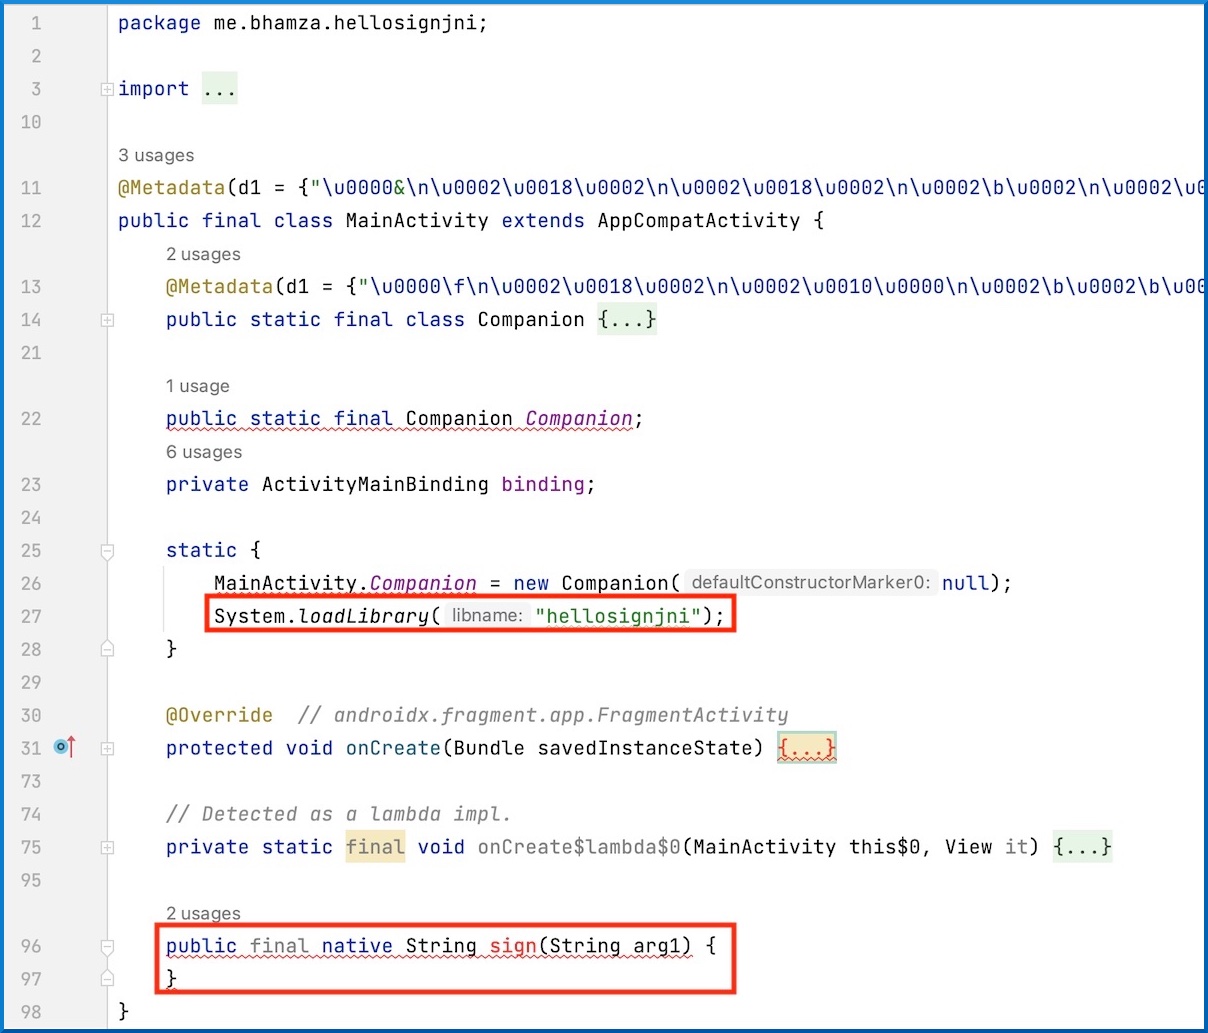 1 package me.bhamza.hellosignjni;
2
3 import ...
10
3 usages
11 @Metadata(d1 = {"\u0000&\n\u0002\u0018\u0002\n\u0002\u0018\u0002\n\u0002\b\u0002\n\u0002\u0
12 public final class MainActivity extends AppCompatActivity {
2 usages
13 @Metadata(d1 = {"\u0000\f\n\u0002\u0018\u0002\n\u0002\u0010\u0000\n\u0002\b\u0002\b\u00
14 public static final class Companion {...}
21
1 usage
22 public static final Companion Companion;
6 usages
23 private ActivityMainBinding binding;
24
25 static {
26 MainActivity.Companion = new Companion( defaultConstructorMarker0: null);
27 System.loadLibrary( libname: "hellosignjni");
28 }
29
30 @Override // androidx.fragment.app.FragmentActivity
31 protected void onCreate(Bundle savedInstanceState) {...}
73
74 // Detected as a lambda impl.
75 private static final void onCreate$lambda$0(MainActivity this$0, View it) {...}
95
2 usages
96 public final native String sign(String arg1) {
97 }
98 }